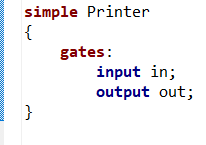 simple Printer
{
    gates:
        input in;
        output out;
}